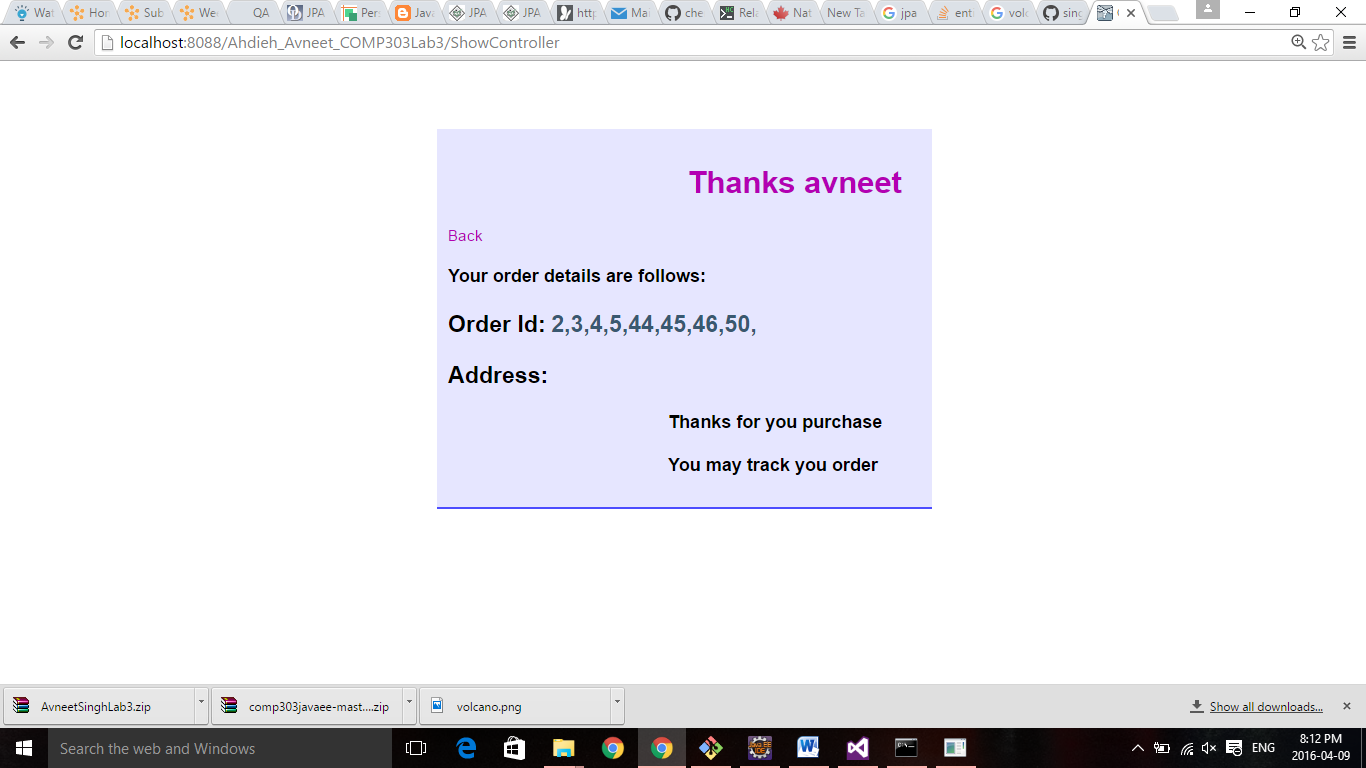 Wat Hor Sub We QA JPA Per Java JPA JPA htt Ma che Rela Nat New Ta jpa enti volc sing
localhost:8088/Ahdieh_Avneet_COMP303Lab3/ShowController
Thanks avneet
Back
Your order details are follows:
Order Id: 2,3,4,5,44,45,46,50,
Address:
Thanks for you purchase
You may track you order
AvneetSinghLab3.zip comp303javaee-mast....zip volcano.png Show all downloads...
Search the web and Windows ENG 8:12 PM
2016-04-09